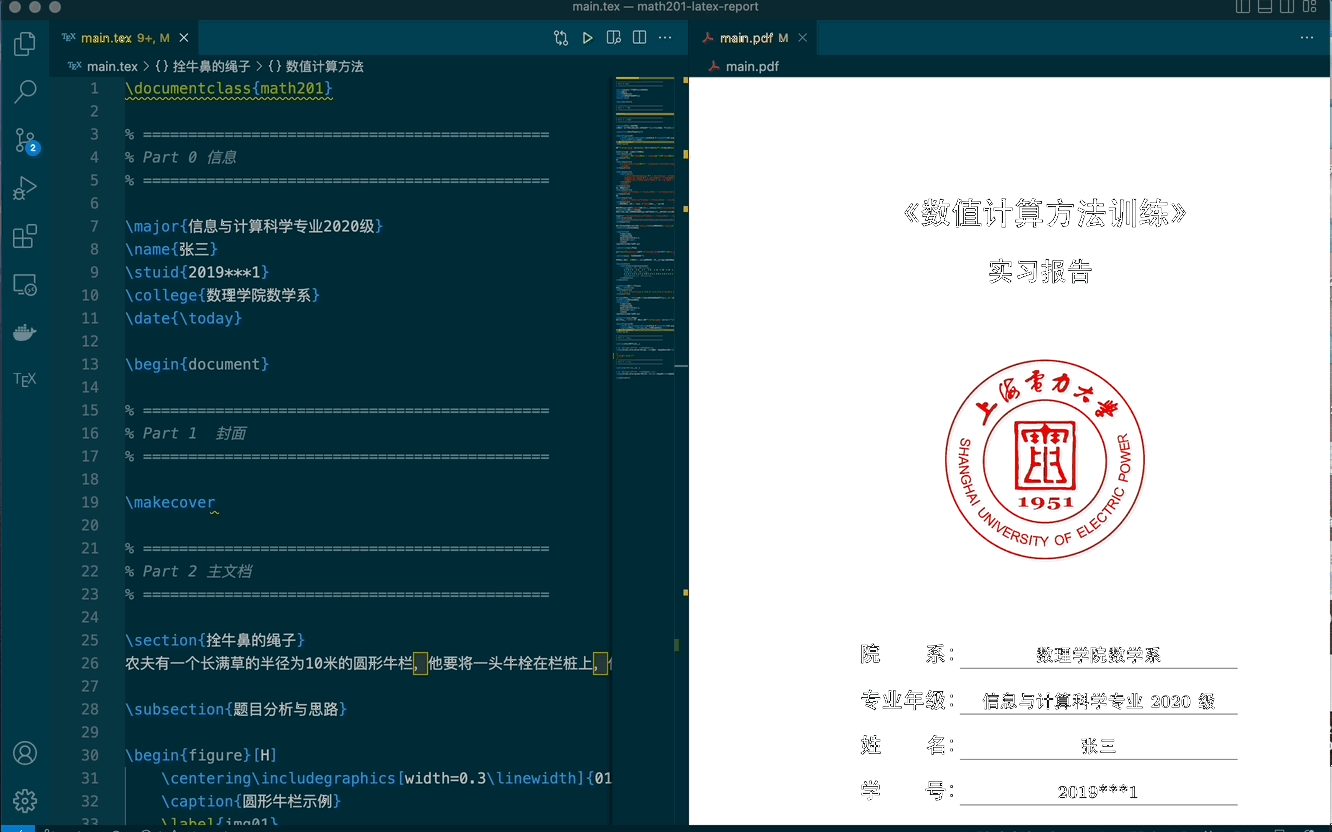 main.tex — math201-latex-report
main.tex 9+, M
main.pdf M
main.tex > {} 拴牛鼻的绳子 > {} 数值计算方法
main.pdf
1 \documentclass{math201}
2
3 % =============================================
4 % Part 0 信息
5 % =============================================
6
7 \major{信息与计算科学专业2020级}
8 \name{张三}
9 \stuid{2019***1}
10 \college{数理学院数学系}
11 \date{\today}
12
13 \begin{document}
14
15 % =============================================
16 % Part 1  封面
17 % =============================================
18
19 \makecover
20
21 % =============================================
22 % Part 2 主文档
23 % =============================================
24
25 \section{拴牛鼻的绳子}
26 农夫有一个长满草的半径为10米的圆形牛栏，他要将一头牛栓在栏桩上，
27
28 \subsection{题目分析与思路}
29
30 \begin{figure}[H]
31 \centering\includegraphics[width=0.3\linewidth]{01
32 \caption{圆形牛栏示例}
33 \label{img01}
2
TEX
《数值计算方法训练》
实习报告
上海電力大学
1951
SHANGHAI UNIVERSITY OF ELECTRIC POWER
院 系: 数理学院数学系
专业年级: 信息与计算科学专业 2020 级
姓 名: 张三
学 号: 2019***1